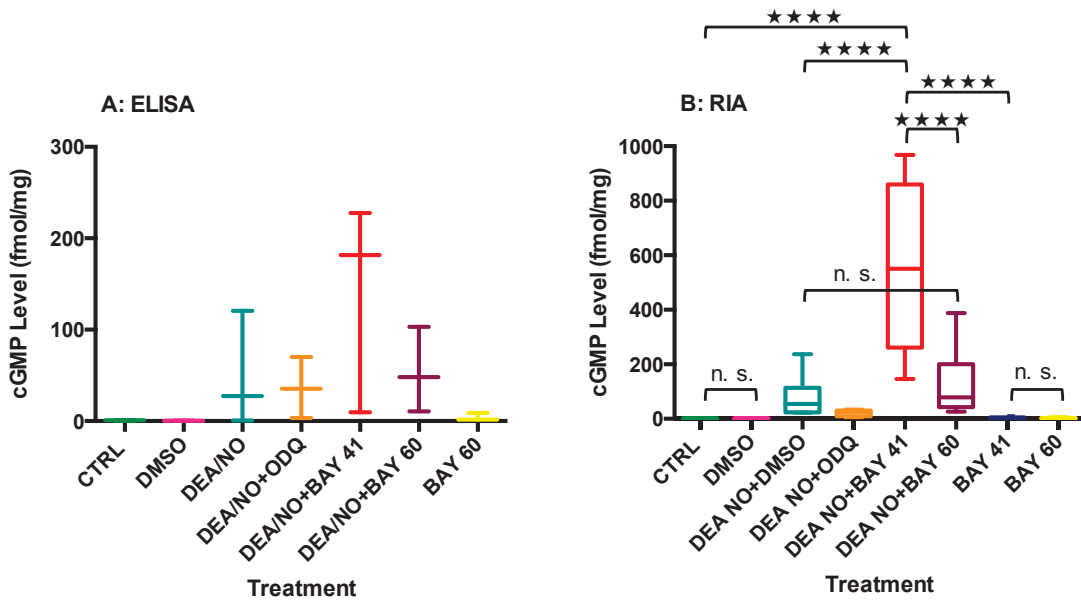 A: ELISA
cGMP Level (fmol/mg)
300
200
100
0
CTRL
DMSO
DEA/NO
DEA/NO+ODQ
DEA/NO+BAY 41
DEA/NO+BAY 60
BAY 60
Treatment
★★★★
★★★★
★★★★
★★★★
B: RIA
cGMP Level (fmol/mg)
1000
800
600
400
200
0
n. s.
n. s.
n. s.
CTRL
DMSO
DEA NO+DMSO
DEA NO+ODQ
DEA NO+BAY 41
DEA NO+BAY 60
BAY 41
BAY 60
Treatment